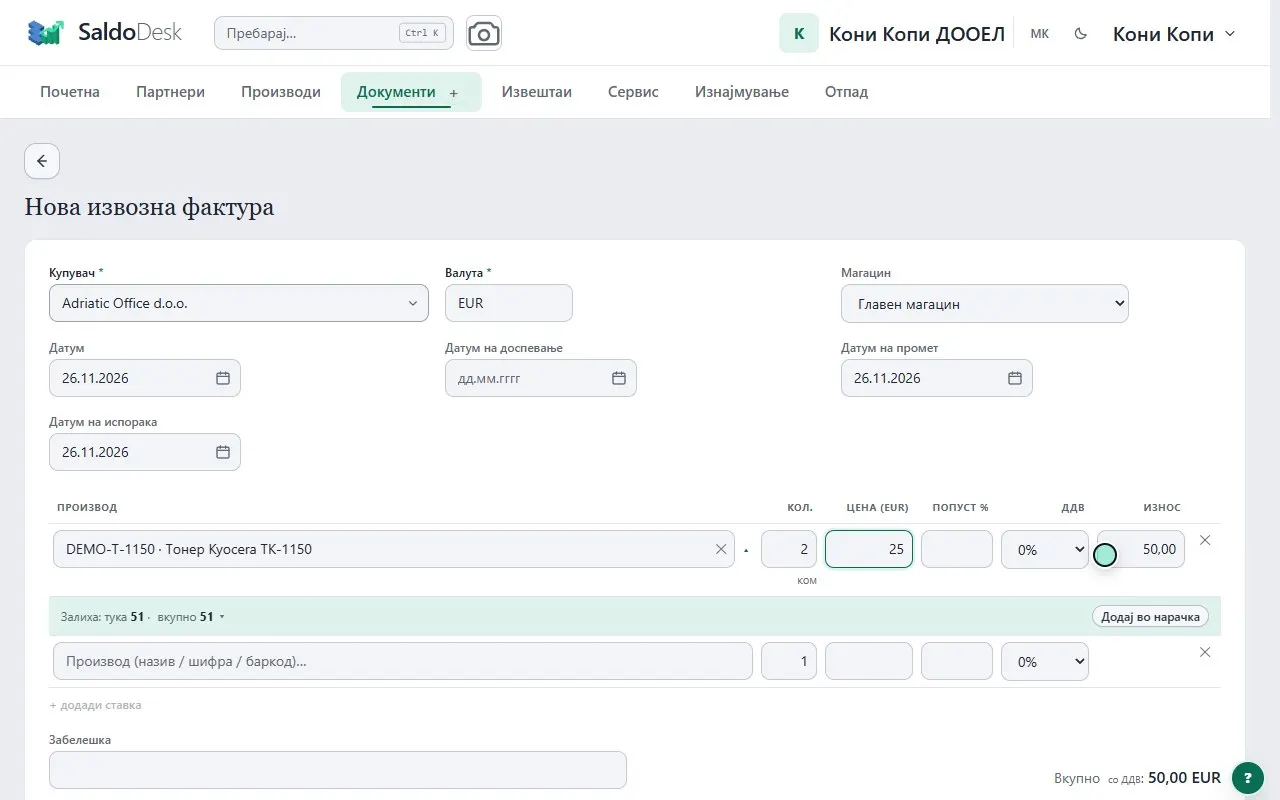 SaldoDesk
Пребарај... Ctrl K
К Кони Копи ДООЕЛ МК Кони Копи
Почетна Партнери Производи Документи + Извештаи Сервис Изнајмување Отпад
Нова извозна фактура
Купувач * Валута * Магацин
Adriatic Office d.o.o. EUR Главен магацин
Датум Датум на доспевање Датум на промет
26.11.2026 дд.мм.гггг 26.11.2026
Датум на испорака
26.11.2026
ПРОИЗВОД КОЛ. ЦЕНА (EUR) ПОПУСТ % ДДВ ИЗНОС
DEMO-T-1150 · Тонер Kyocera TK-1150 2 25 0% 50,00
ком
Залиха: тука 51 · вкупно 51 Додај во нарачка
Производ (назив / шифра / баркод)... 1 0%
+ додади ставка
Забелешка
Вкупно со ДДВ: 50,00 EUR ?